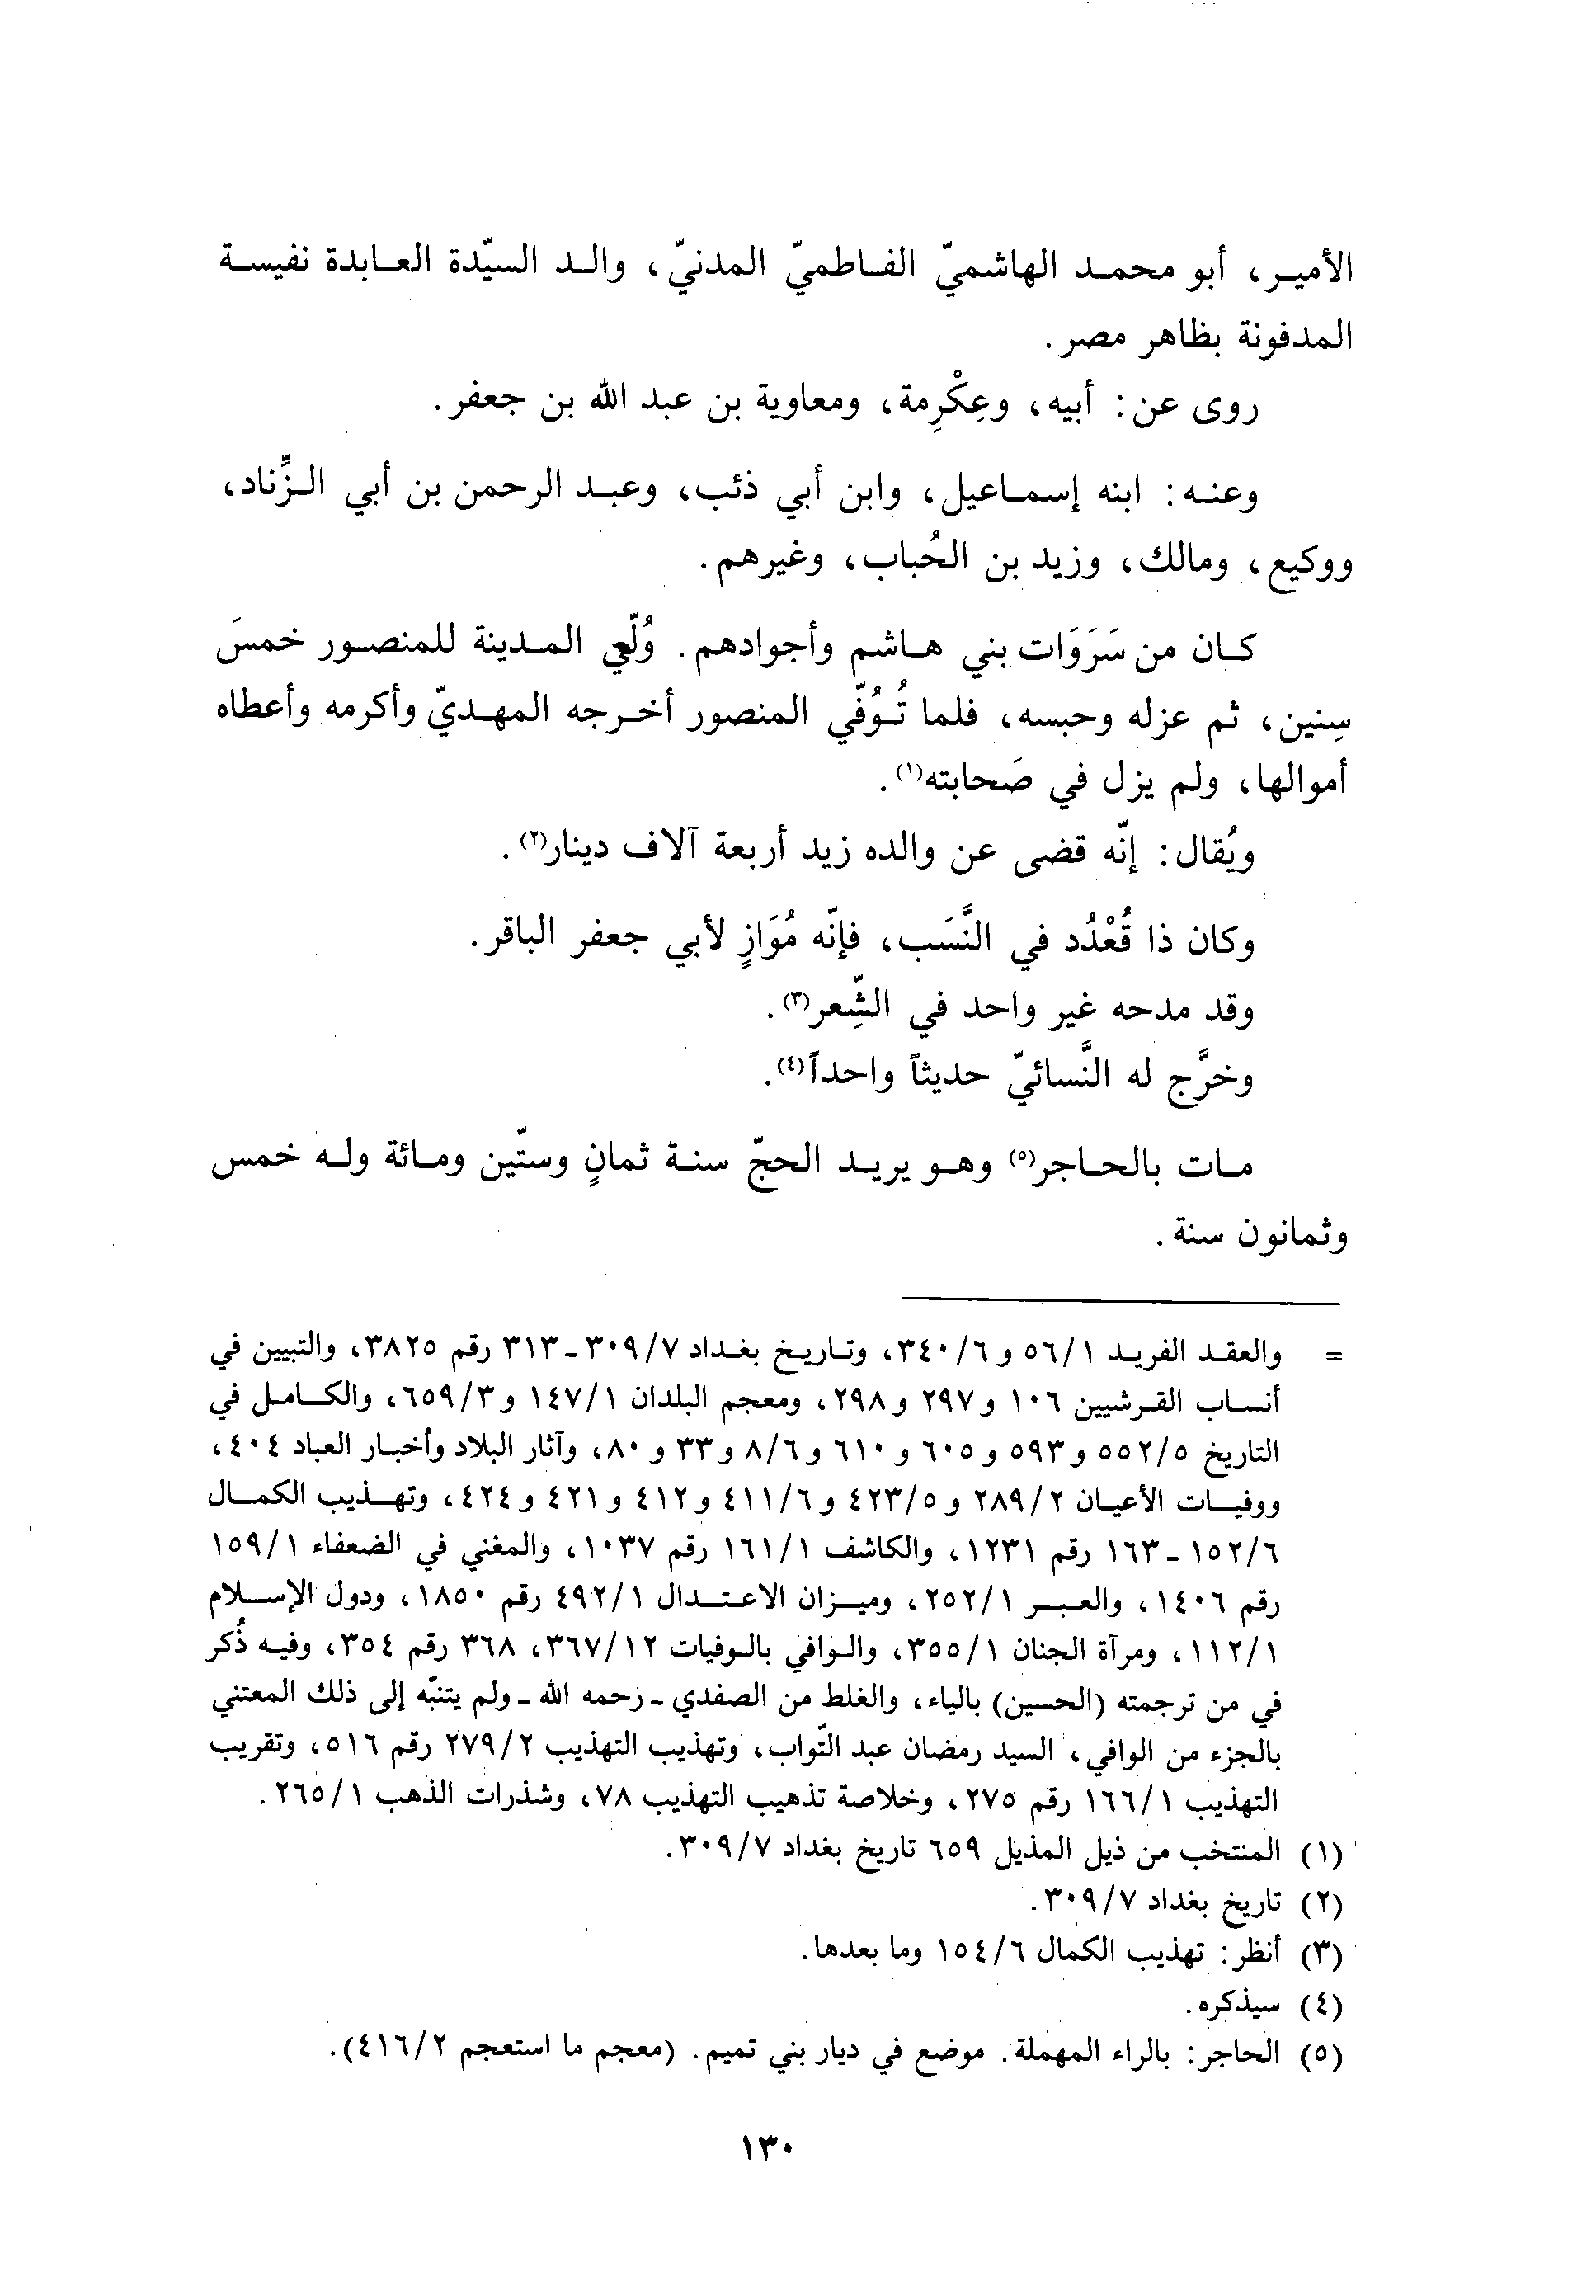 الأمير، أبو محمد الهاشميّ الفاطميّ المدنيّ، والد السيّدة العابدة نفيسة
المدفونة بظاهر مصر.
روى عن: أبيه، وعِكْرِمة، ومعاوية بن عبد الله بن جعفر.
وعنه: ابنه إسماعيل، وابن أبي ذئب، وعبد الرحمن بن أبي الزِّناد،
ووكيع، ومالك، وزيد بن الحُباب، وغيرهم.
كان من سَرَوَات بني هاشم وأجوادهم. وُلّي المدينة للمنصور خمسَ
سِنين، ثم عزله وحبسه، فلما تُوُفّي المنصور أخرجه المهديّ وأكرمه وأعطاه
أموالها، ولم يزل في صَحابته(١).
ويُقال: إنّه قضى عن والده زيد أربعة آلاف دينار(٢).
وكان ذا قُعْدُد في النَّسَب، فإنّه مُوَازٍ لأبي جعفر الباقر.
وقد مدحه غير واحد في الشِّعر(٣).
وخرَّج له النَّسائيّ حديثاً واحداً(٤).
مات بالحاجر(٥) وهو يريد الحجّ سنة ثمانٍ وستّين ومائة وله خمس
وثمانون سنة.
= والعقد الفريد ٥٦/١ و ٣٤٠/٦، وتاريخ بغداد ٣٠٩/٧ - ٣١٣ رقم ٣٨٢٥، والتبيين في
أنساب القرشيين ١٠٦ و٢٩٧ و٢٩٨، ومعجم البلدان ١٤٧/١ و٦٥٩/٣، والكامل في
التاريخ ٥٥٢/٥ و٥٩٣ و٦٠٥ و٦١٠ و٨/٦ و٣٣ و٨٠، وآثار البلاد وأخبار العباد ٤٠٤،
ووفيات الأعيان ٢٨٩/٢ و٤٢٣/٥ و٤١١/٦ و٤١٢ و٤٢١ و٤٢٤، وتهذيب الكمال
١٥٢/٦ - ١٦٣ رقم ١٢٣١، والكاشف ١٦١/١ رقم ١٠٣٧، والمغني في الضعفاء ١٥٩/١
رقم ١٤٠٦، والعبر ٢٥٢/١، وميزان الاعتدال ٤٩٢/١ رقم ١٨٥٠، ودول الإسلام
١١٢/١، ومرآة الجنان ٣٥٥/١، والوافي بالوفيات ٣٦٧/١٢، ٣٦٨ رقم ٣٥٤، وفيه ذُكر
في من ترجمته (الحسين) بالياء، والغلط من الصفدي - رحمه الله - ولم يتنبّه إلى ذلك المعتني
بالجزء من الوافي، السيد رمضان عبد التّواب، وتهذيب التهذيب ٢٧٩/٢ رقم ٥١٦، وتقريب
التهذيب ١٦٦/١ رقم ٢٧٥، وخلاصة تذهيب التهذيب ٧٨، وشذرات الذهب ٢٦٥/١.
(١) المنتخب من ذيل المذيل ٦٥٩ تاريخ بغداد ٣٠٩/٧.
(٢) تاريخ بغداد ٣٠٩/٧.
(٣) أنظر: تهذيب الكمال ١٥٤/٦ وما بعدها.
(٤) سيذكره.
(٥) الحاجر: بالراء المهملة. موضع في ديار بني تميم. (معجم ما استعجم ٤١٦/٢).
١٣٠